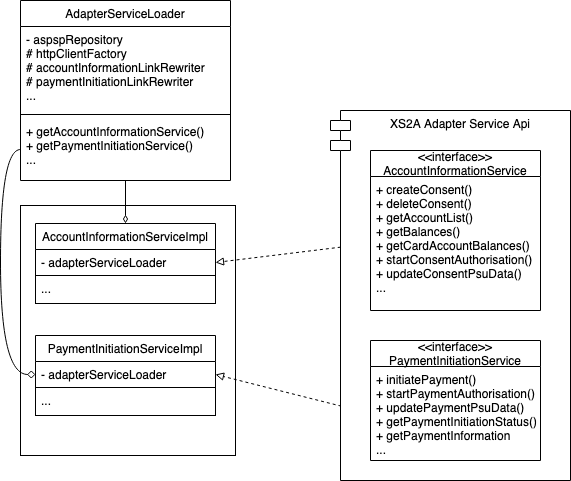 AdapterServiceLoader
- aspspRepository
# httpClientFactory
# accountInformationLinkRewriter
# paymentInitiationLinkRewriter
...
+ getAccountInformationService()
+ getPaymentInitiationService()
...
AccountInformationServiceImpl
- adapterServiceLoader
...
PaymentInitiationServiceImpl
- adapterServiceLoader
...
XS2A Adapter Service Api
<<interface>>
AccountInformationService
+ createConsent()
+ deleteConsent()
+ getAccountList()
+ getBalances()
+ getCardAccountBalances()
+ startConsentAuthorisation()
+ updateConsentPsuData()
...
<<interface>>
PaymentInitiationService
+ initiatePayment()
+ startPaymentAuthorisation()
+ updatePaymentPsuData()
+ getPaymentInitiationStatus()
+ getPaymentInformation
...